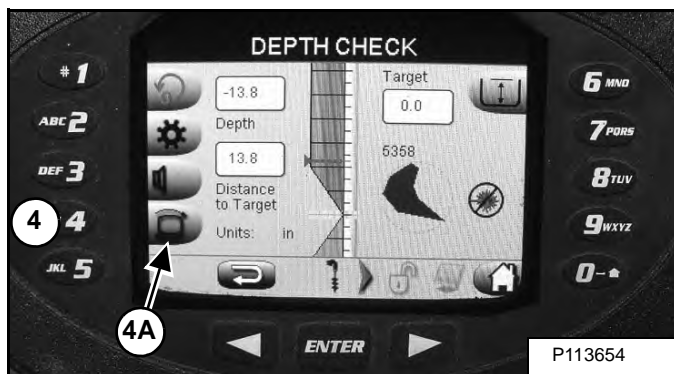 DEPTH CHECK
# 1
ABC 2
DEF 3
4 4
JKL 5
-13.8
Depth
13.8
Distance
to Target
Units: in
Target
0.0
5358
6 MNO
7 PQRS
8 TUV
9 WXYZ
0-
4A
ENTER
P113654